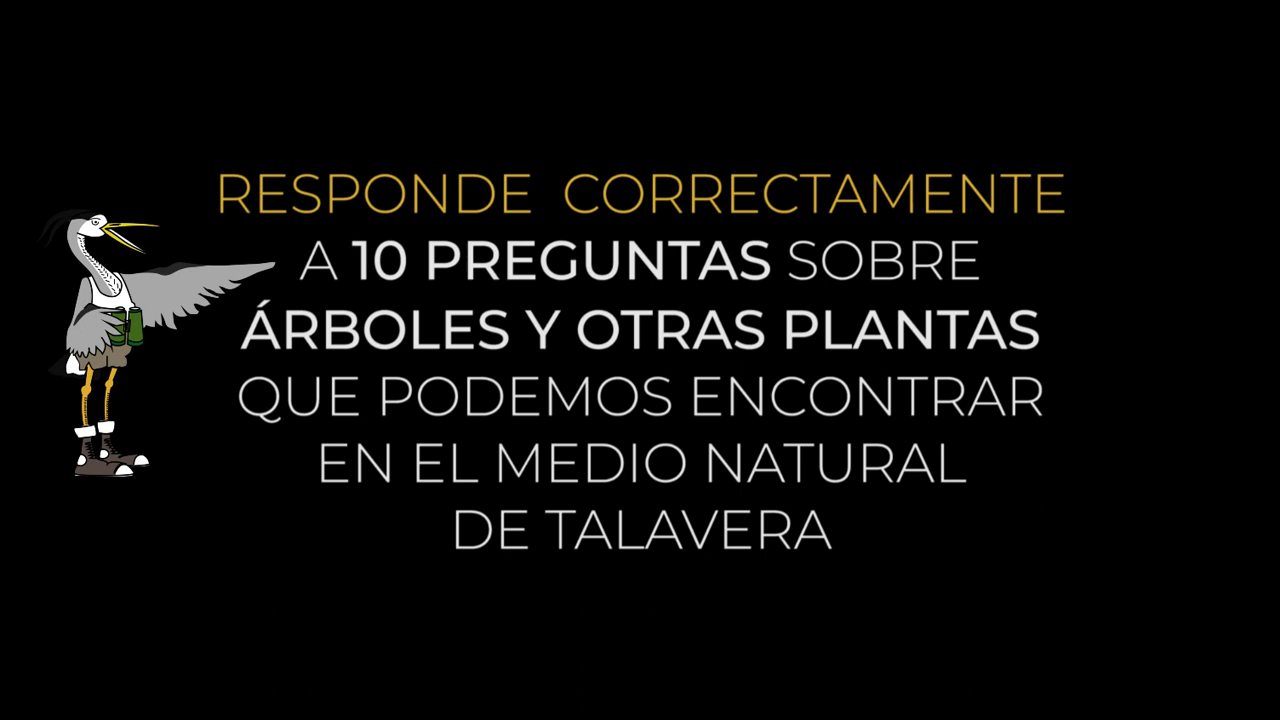 RESPONDE CORRECTAMENTE
A 10 PREGUNTAS SOBRE
ÁRBOLES Y OTRAS PLANTAS
QUE PODEMOS ENCONTRAR
EN EL MEDIO NATURAL
DE TALAVERA